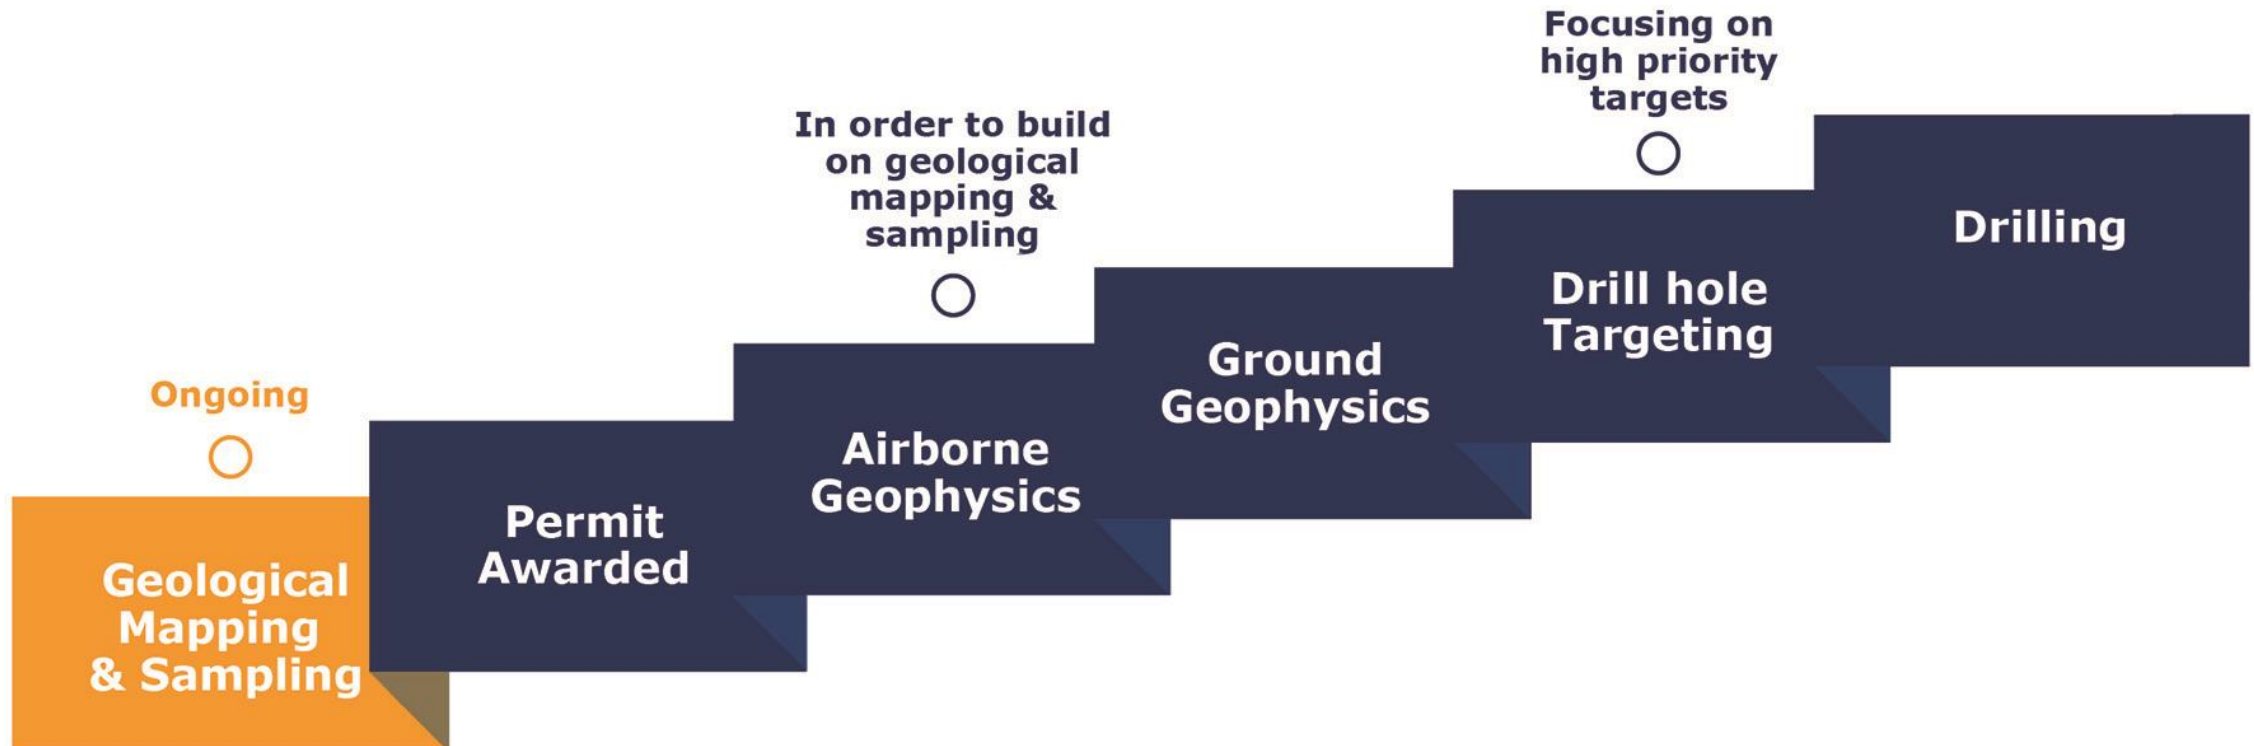 Ongoing
Geological
Mapping
& Sampling
Permit
Awarded
In order to build
on geological
mapping &
sampling
Airborne
Geophysics
Ground
Geophysics
Focusing on
high priority
targets
Drill hole
Targeting
Drilling